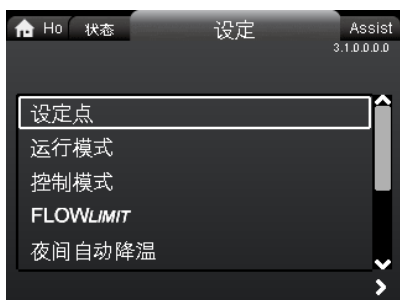 Ho 状态 设定 Assist
3.1.0.0.0.0
设定点
运行模式
控制模式
FLOWLIMIT
夜间自动降温